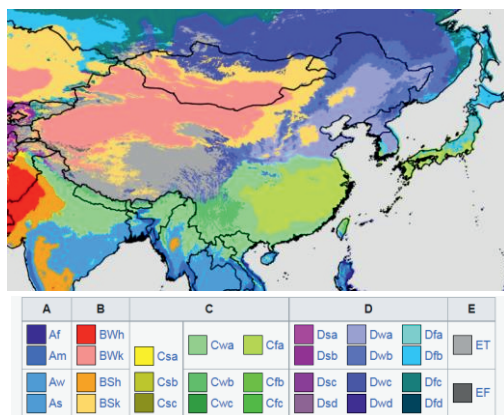 A B C D E
Af BWh Cwa Cfa Dsa Dwa Dfa ET
Am BWk Csa Dsb Dwb Dfb
Aw BSh Csb Cwb Cfb Dsc Dwc Dfc EF
As BSk Csc Cwc Cfc Dsd Dwd Dfd